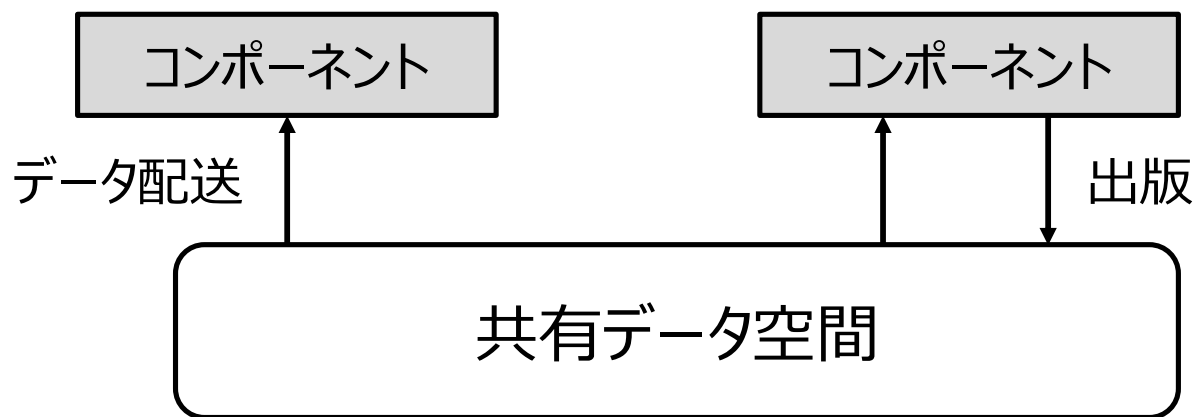 コンポーネント
コンポーネント
データ配送
出版
共有データ空間